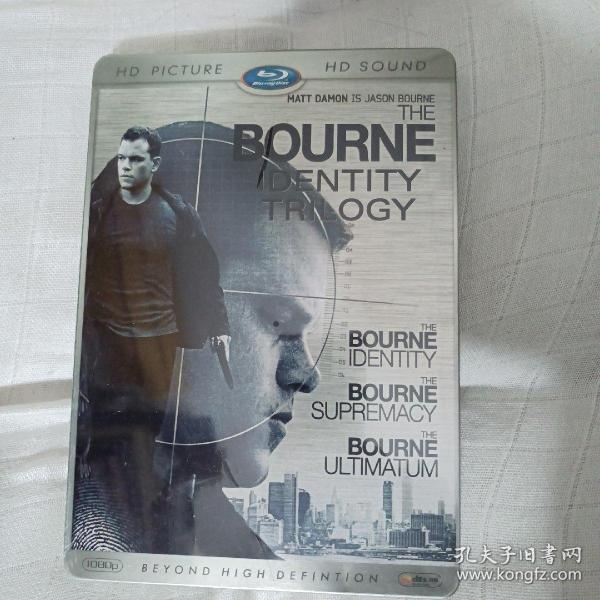 HD PICTURE
Blu-ray Disc
HD SOUND
MATT DAMON IS JASON BOURNE
THE
BOURNE
IDENTITY
TRILOGY
THE
BOURNE
IDENTITY
THE
BOURNE
SUPREMACY
THE
BOURNE
ULTIMATUM
1080p
BEYOND HIGH DEFINTION
孔夫子旧书网
www.kongfz.com